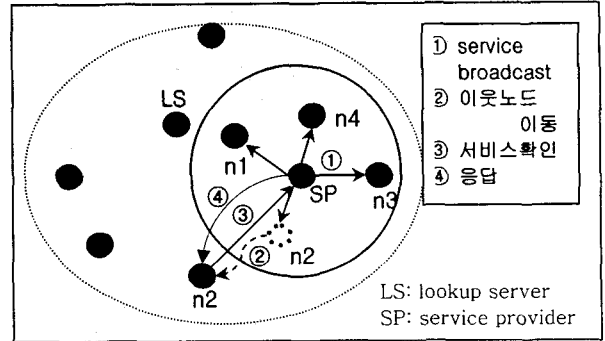 LS
n1
n4
①
SP
n3
④
③
②
n2
n2
① service
broadcast
② 이웃노드
이동
③ 서비스확인
④ 응답
LS: lookup server
SP: service provider